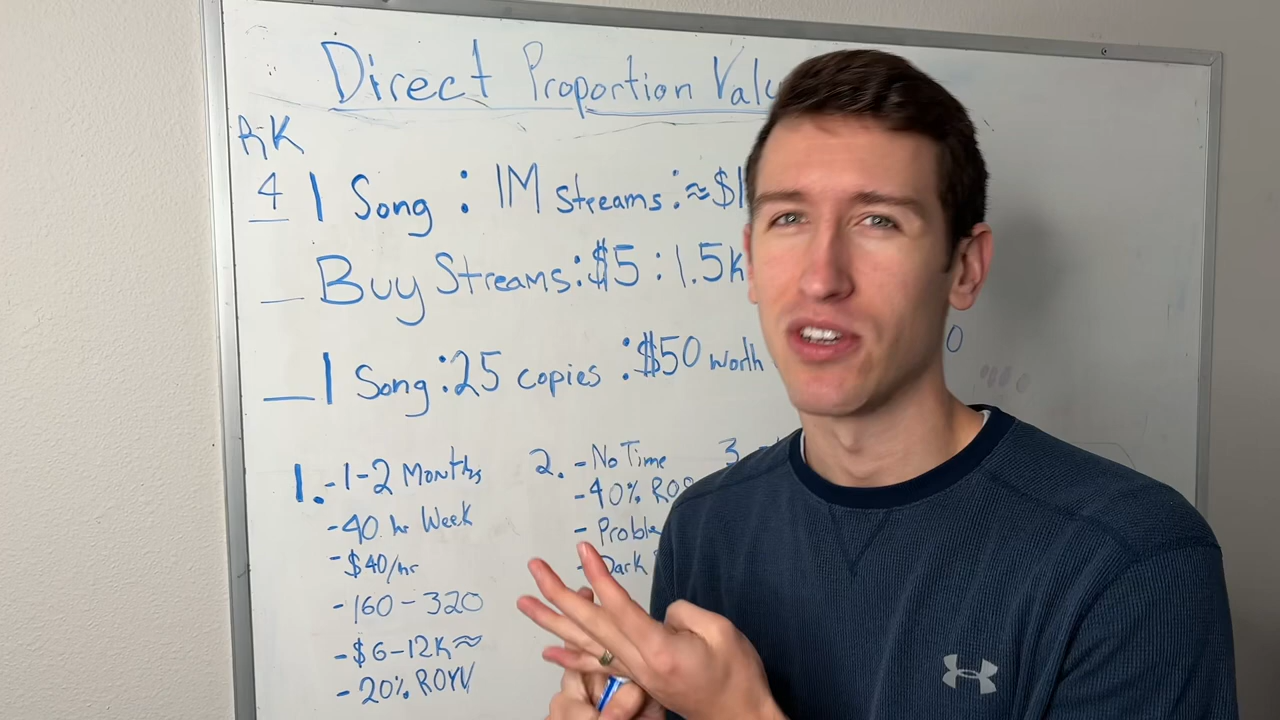 Direct Proportion Valu
RK
4 1 Song : 1M streams : ≈ $1
_ Buy Streams : $5 : 1.5K
_ 1 Song : 25 copies : $50 worth
0
1. -1-2 Months
-40 hr Week
-$40/hr
-160-320
-$6-12K≈
-20% ROYV
2. -No Time
-40% RO
-Proble
-Dark
3